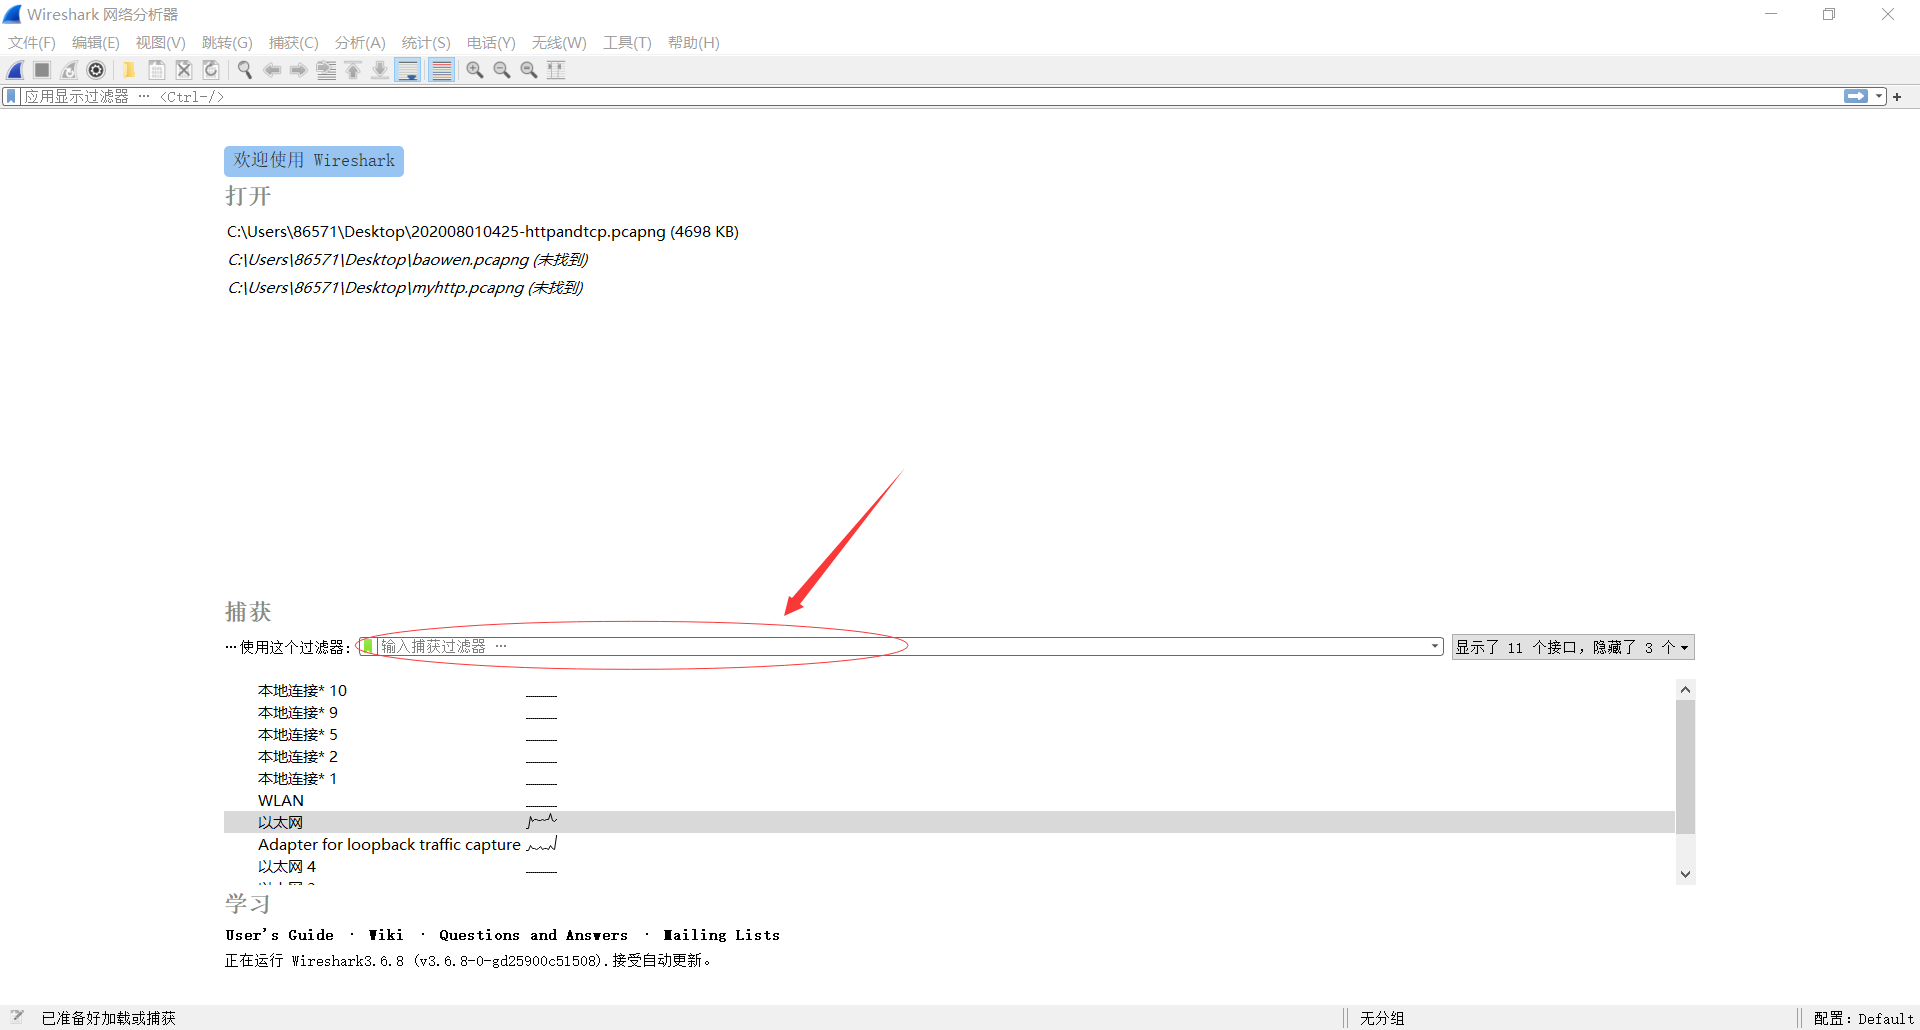 Wireshark 网络分析器
文件(F) 编辑(E) 视图(V) 跳转(G) 捕获(C) 分析(A) 统计(S) 电话(Y) 无线(W) 工具(T) 帮助(H)
应用显示过滤器 … <Ctrl-/>
欢迎使用 Wireshark
打开
C:\Users\86571\Desktop\202008010425-httpandtcp.pcapng (4698 KB)
C:\Users\86571\Desktop\baowen.pcapng (未找到)
C:\Users\86571\Desktop\myhttp.pcapng (未找到)
捕获
…使用这个过滤器: 输入捕获过滤器 … 显示了 11 个接口, 隐藏了 3 个
本地连接* 10
本地连接* 9
本地连接* 5
本地连接* 2
本地连接* 1
WLAN
以太网
Adapter for loopback traffic capture
以太网 4
学习
User's Guide · Wiki · Questions and Answers · Mailing Lists
正在运行 Wireshark3.6.8 (v3.6.8-0-gd25900c51508).接受自动更新。
已准备好加载或捕获 无分组 配置: Default